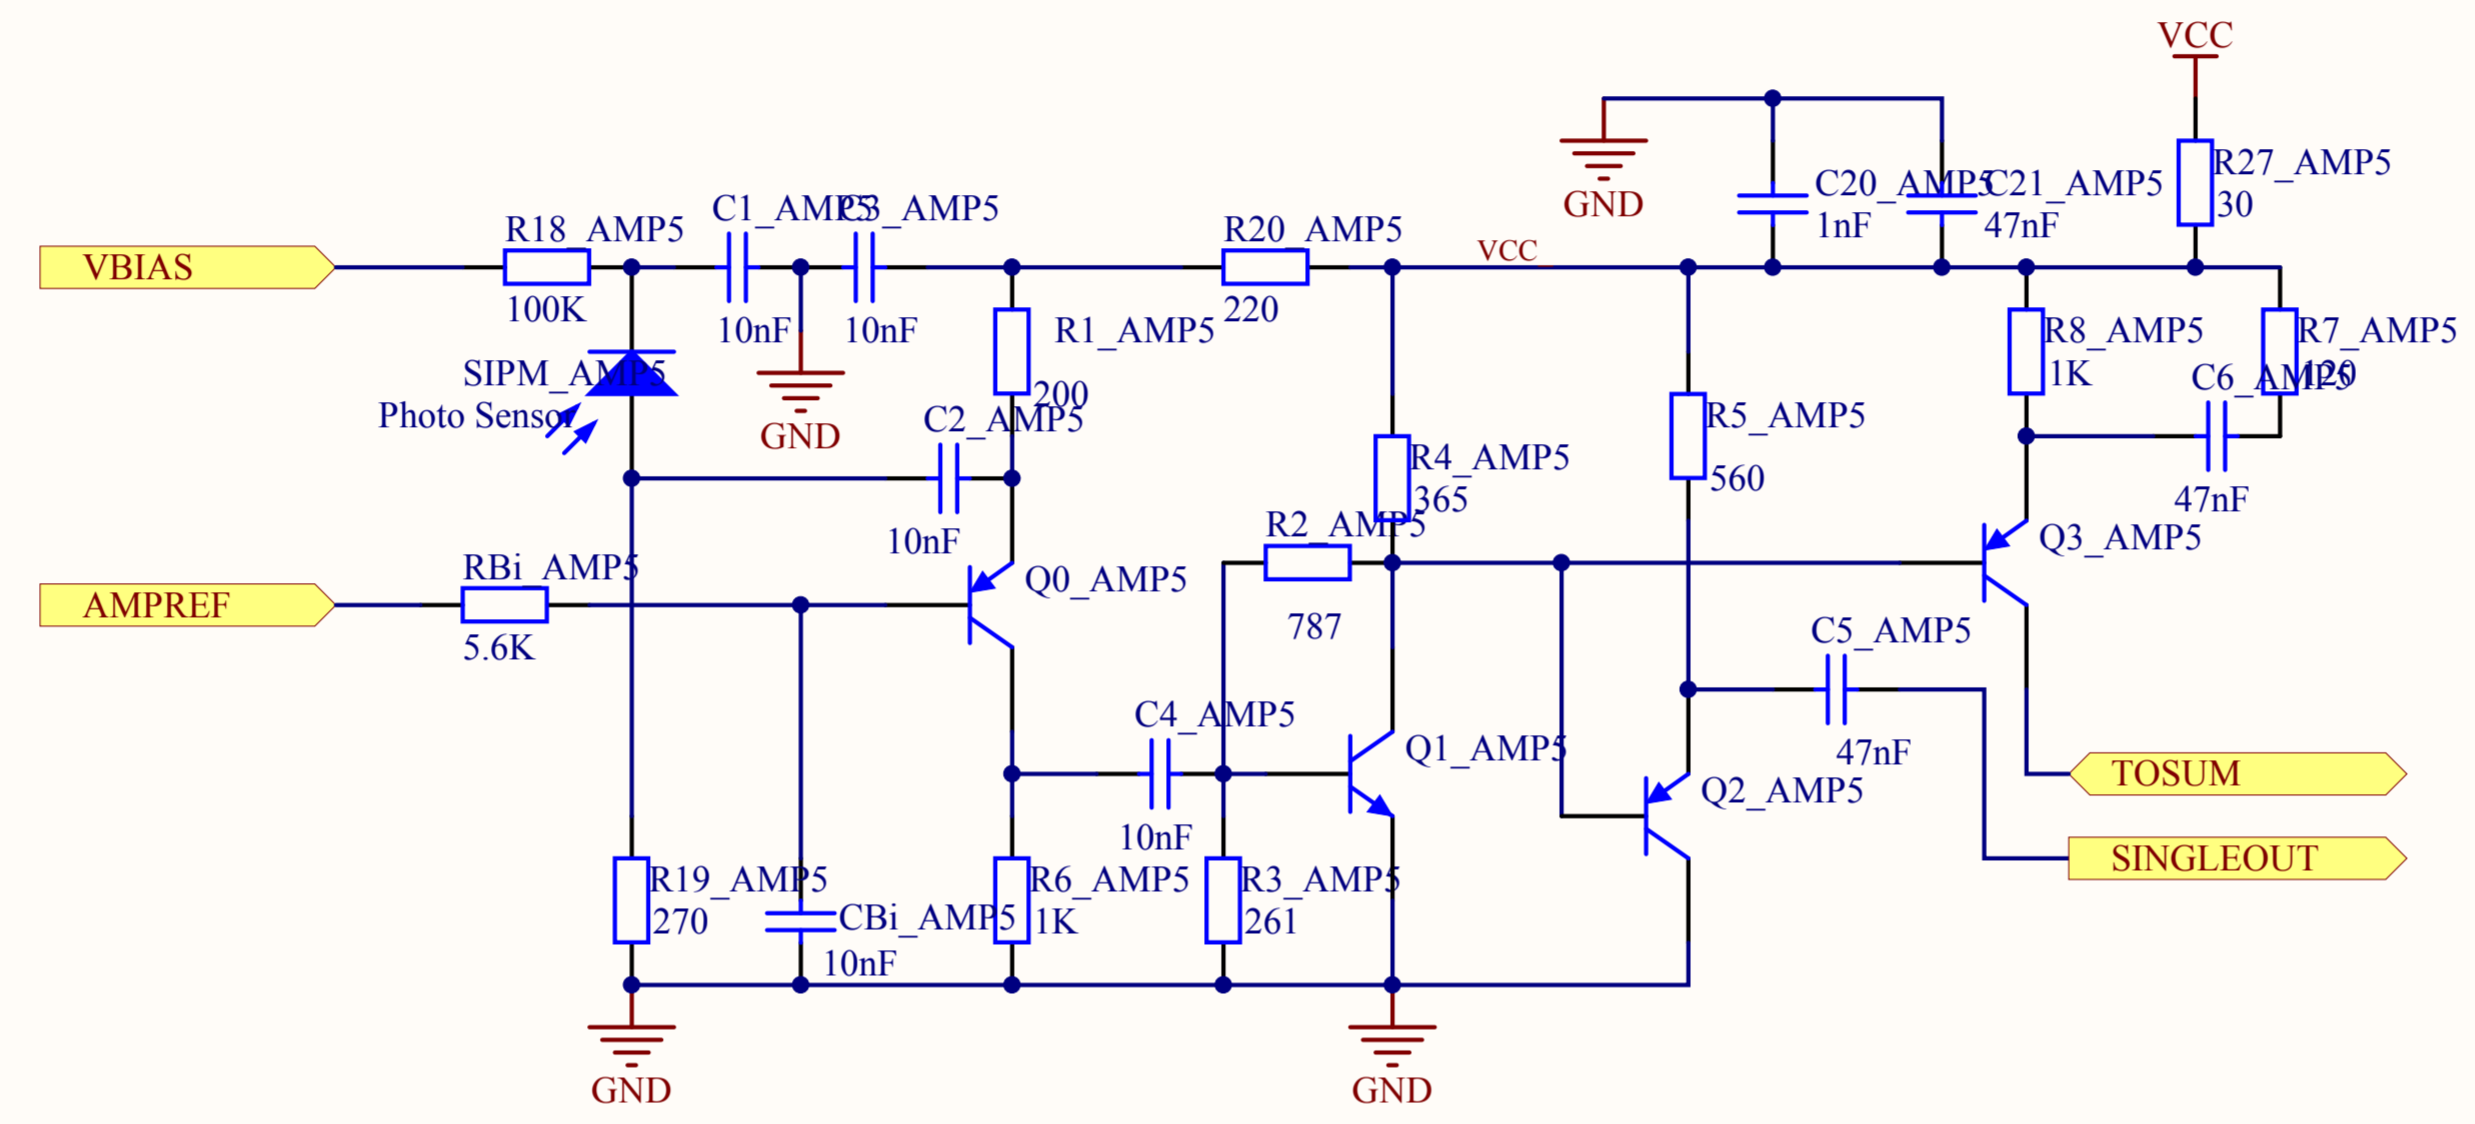 VCC
R27_AMP5
30
C20_AMP5
1nF
C21_AMP5
47nF
GND
VBIAS
R18_AMP5
100K
C1_AMP5
10nF
C3_AMP5
10nF
GND
R20_AMP5
220
VCC
R1_AMP5
200
R8_AMP5
1K
R7_AMP5
120
C6_AMP5
47nF
SIPM_AMP5
Photo Sensor
C2_AMP5
10nF
R4_AMP5
365
R5_AMP5
560
R2_AMP5
787
AMPREF
RBi_AMP5
5.6K
Q0_AMP5
Q3_AMP5
C5_AMP5
47nF
C4_AMP5
10nF
Q1_AMP5
Q2_AMP5
TOSUM
SINGLEOUT
R19_AMP5
270
CBi_AMP5
10nF
R6_AMP5
1K
R3_AMP5
261
GND
GND